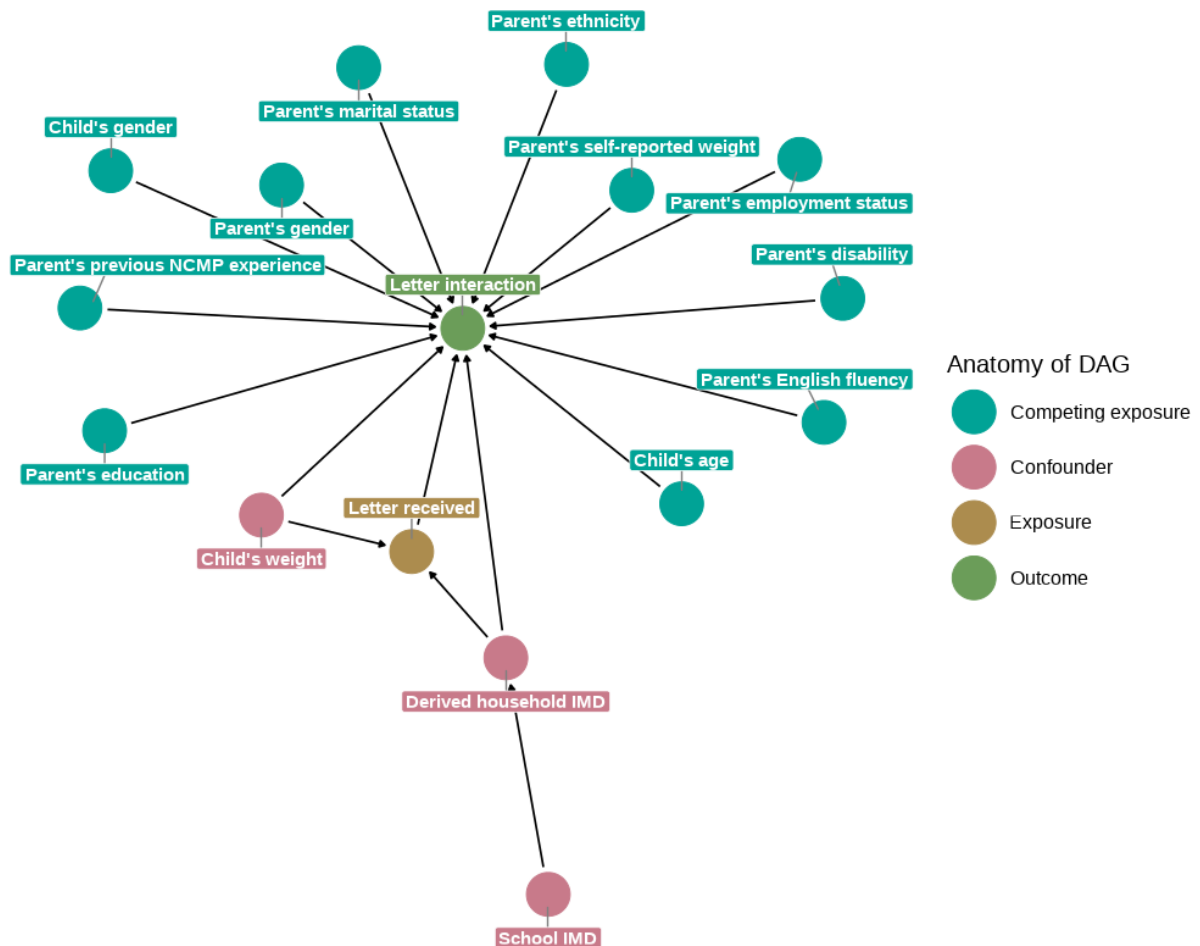 Parent's ethnicity
Parent's marital status
Child's gender
Parent's self-reported weight
Parent's employment status
Parent's gender
Parent's disability
Parent's previous NCMP experience
Letter interaction
Anatomy of DAG
Parent's English fluency
Competing exposure
Child's age
Parent's education
Confounder
Letter received
Exposure
Child's weight
Outcome
Derived household IMD
School IMD